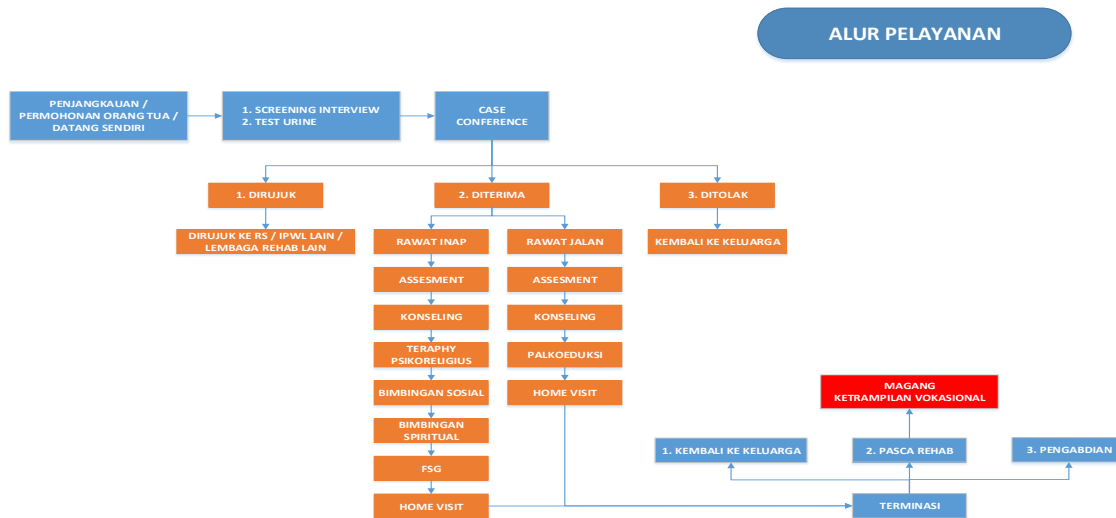 ALUR PELAYANAN
PENJANGKAUAN /
PERMOHONAN ORANG TUA /
DATANG SENDIRI
1. SCREENING INTERVIEW
2. TEST URINE
CASE
CONFERENCE
1. DIRUJUK
2. DITERIMA
3. DITOLAK
DIRUJUK KE RS / IPWL LAIN /
LEMBAGA REHAB LAIN
RAWAT INAP
RAWAT JALAN
KEMBALI KE KELUARGA
ASSESMENT
ASSESMENT
KONSELING
KONSELING
TERAPHY
PSIKORELIGIUS
PALKOEDUKSI
BIMBINGAN SOSIAL
HOME VISIT
MAGANG
KETRAMPILAN VOKASIONAL
BIMBINGAN
SPIRITUAL
1. KEMBALI KE KELUARGA
2. PASCA REHAB
3. PENGABDIAN
FSG
HOME VISIT
TERMINASI